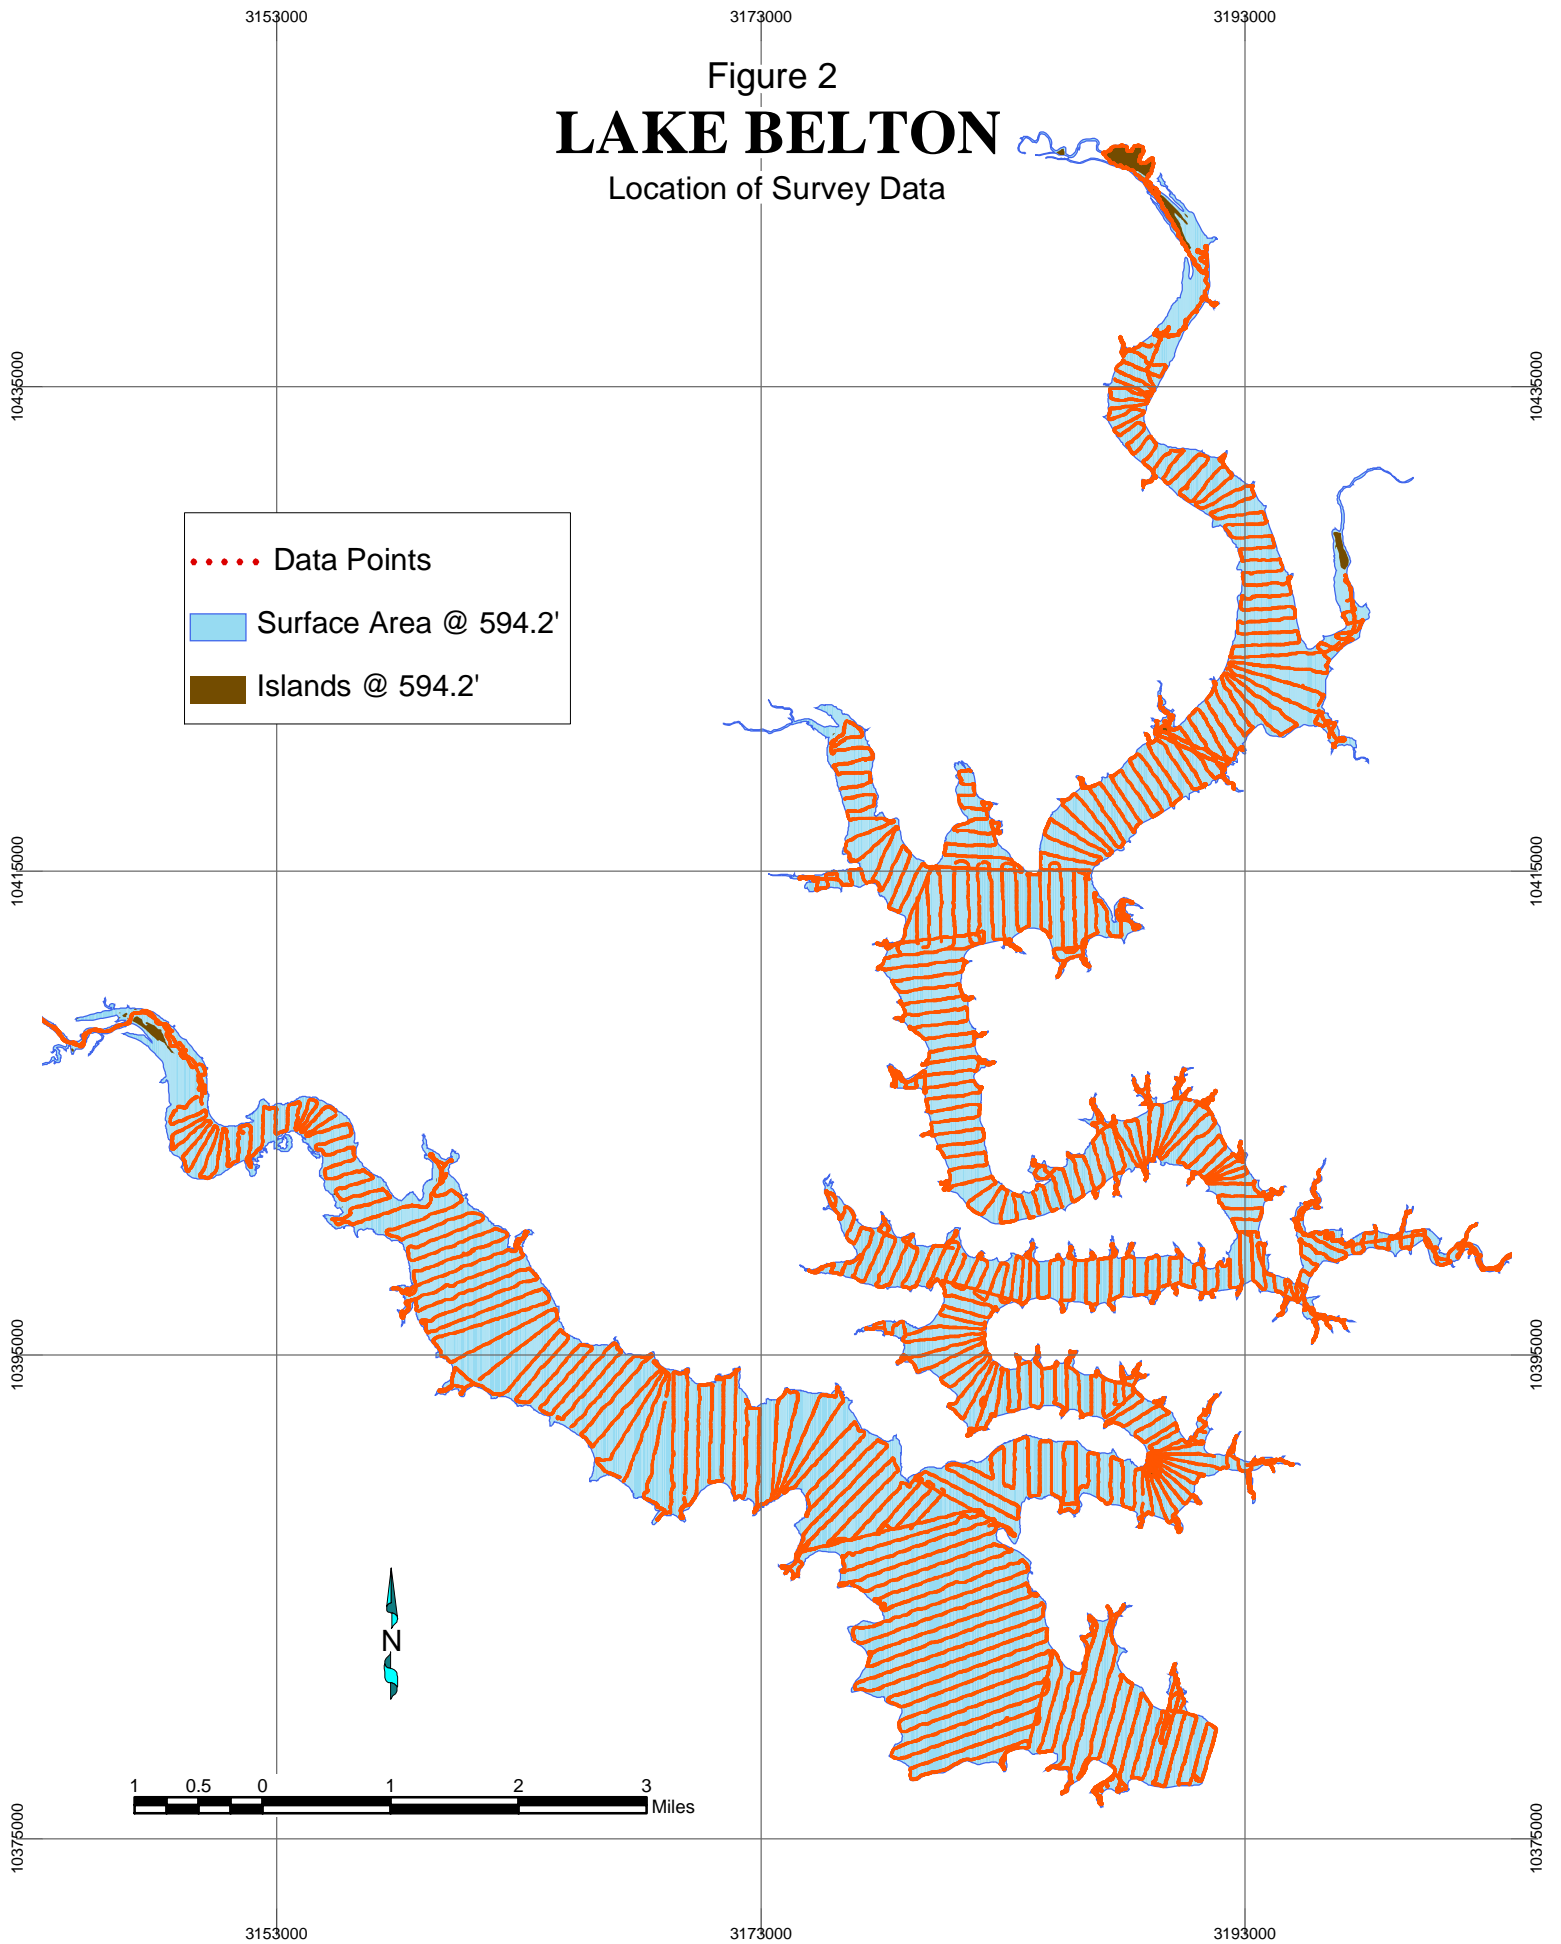 3153000 3173000 3193000
Figure 2
LAKE BELTON
Location of Survey Data
10435000 10435000
Data Points
Surface Area @ 594.2'
Islands @ 594.2'
10415000 10415000
10395000 10395000
N
1 0.5 0 1 2 3
Miles
10375000 10375000
3153000 3173000 3193000